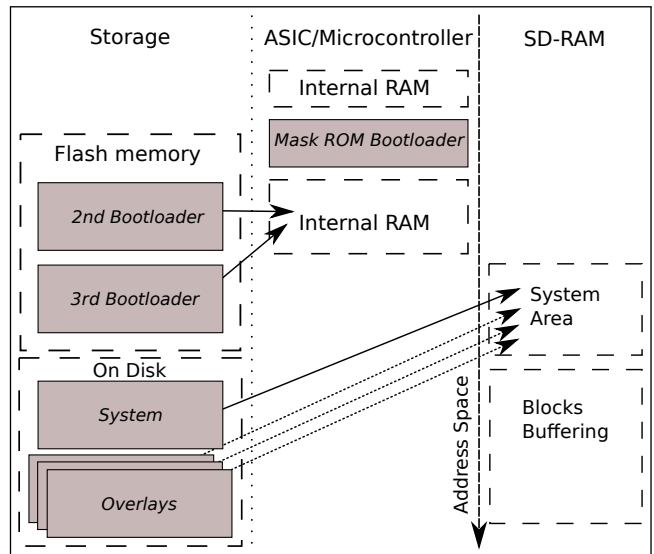 Storage
ASIC/Microcontroller
SD-RAM
Internal RAM
Mask ROM Bootloader
Flash memory
2nd Bootloader
Internal RAM
3rd Bootloader
System
Area
On Disk
System
Blocks
Buffering
Address Space
Overlays